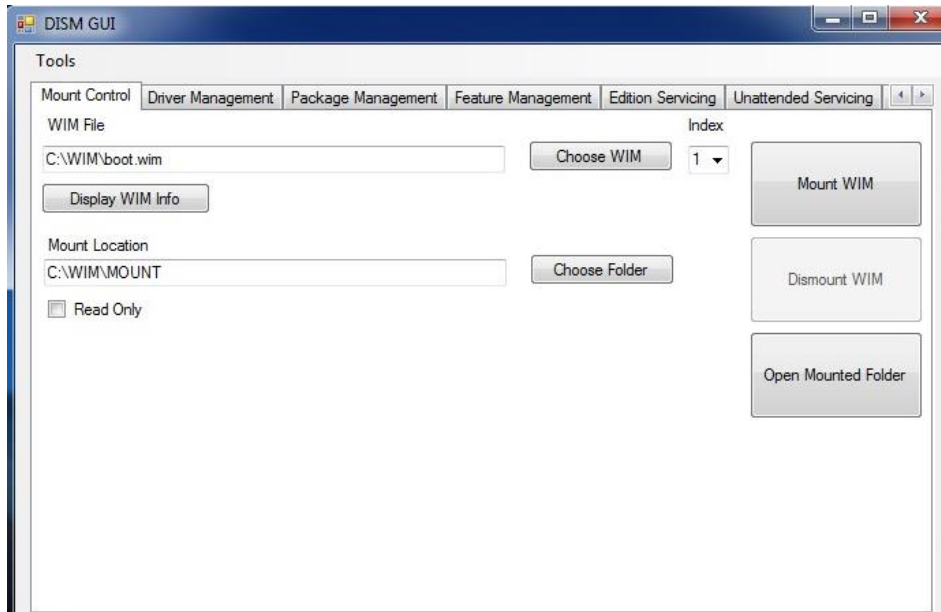 DISM GUI
Tools
Mount Control Driver Management Package Management Feature Management Edition Servicing Unattended Servicing
WIM File Index
C:\WIM\boot.wim Choose WIM 1 Mount WIM
Display WIM Info
Mount Location
C:\WIM\MOUNT Choose Folder Dismount WIM
Read Only
Open Mounted Folder